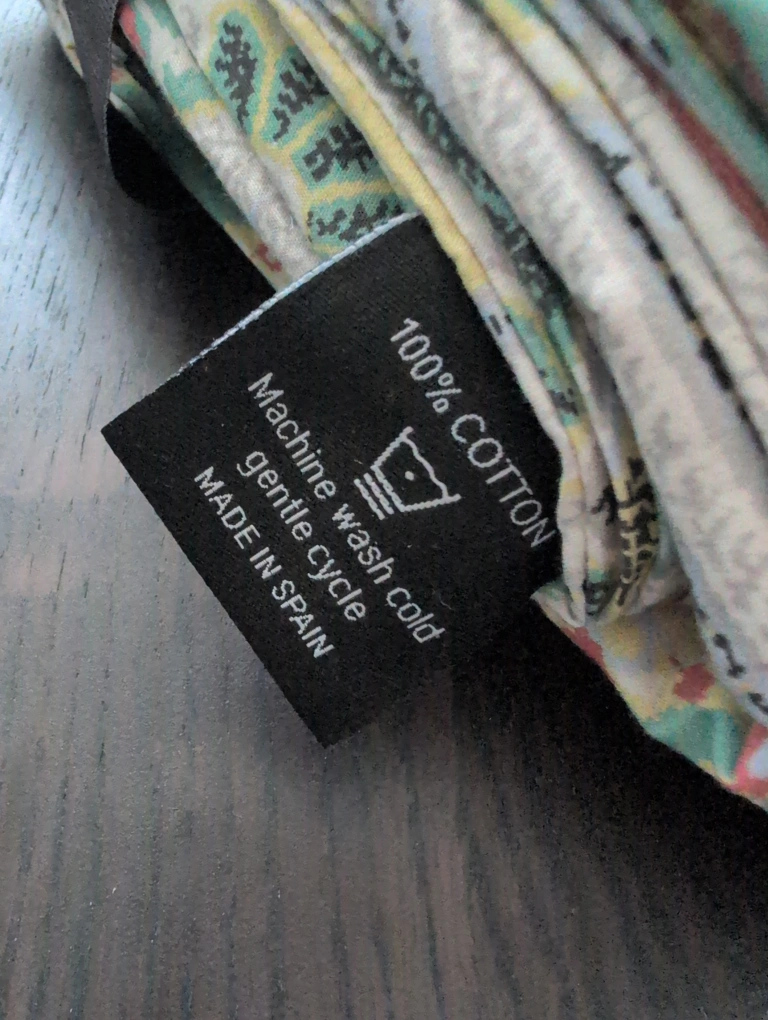 100% COTTON
Machine wash cold
gentle cycle
MADE IN SPAIN